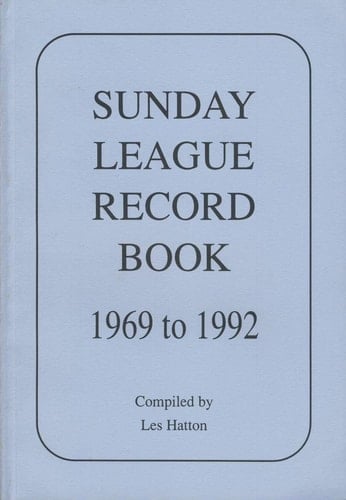 SUNDAY
LEAGUE
RECORD
BOOK
1969 to 1992
Compiled by
Les Hatton